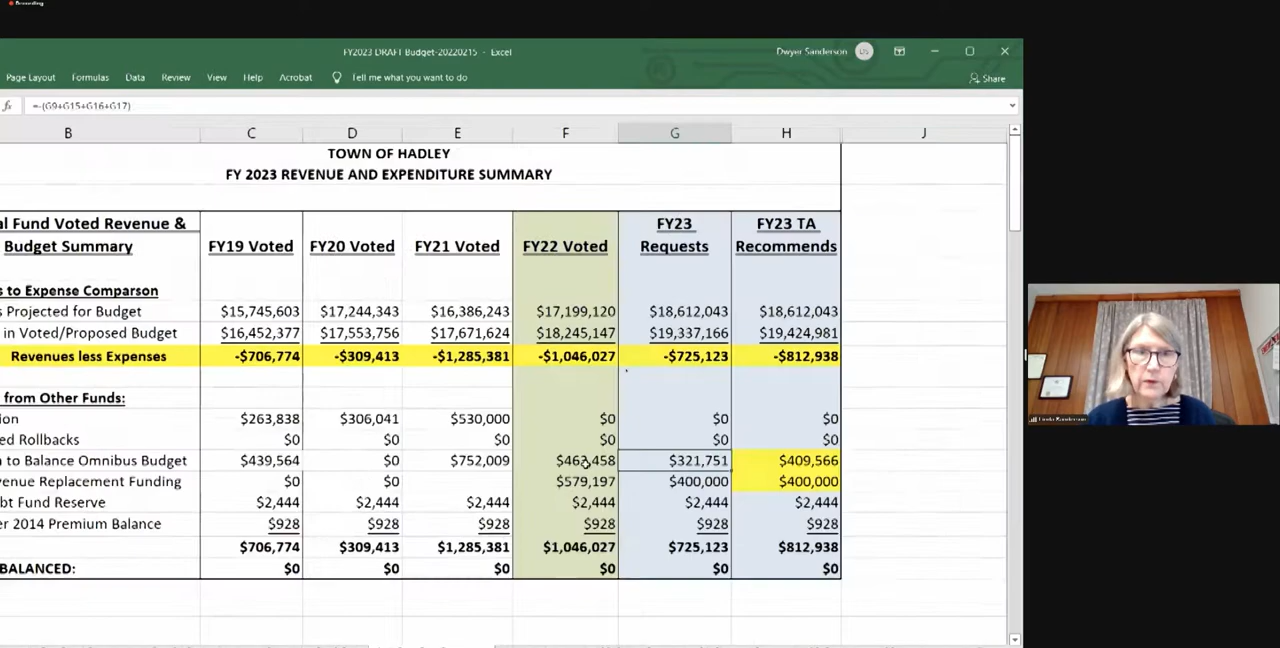 Recording
FY2023 DRAFT Budget-20220215 - Excel
Dwyer Sanderson DS
Page Layout Formulas Data Review View Help Acrobat Tell me what you want to do
Share
fx =-(G9+G15+G16+G17)
B C D E F G H J
TOWN OF HADLEY
FY 2023 REVENUE AND EXPENDITURE SUMMARY
al Fund Voted Revenue & FY23 FY23 TA
Budget Summary FY19 Voted FY20 Voted FY21 Voted FY22 Voted Requests Recommends
s to Expense Comparson
s Projected for Budget $15,745,603 $17,244,343 $16,386,243 $17,199,120 $18,612,043 $18,612,043
in Voted/Proposed Budget $16,452,377 $17,553,756 $17,671,624 $18,245,147 $19,337,166 $19,424,981
Revenues less Expenses -$706,774 -$309,413 -$1,285,381 -$1,046,027 -$725,123 -$812,938
from Other Funds:
ion $263,838 $306,041 $530,000 $0 $0 $0
ed Rollbacks $0 $0 $0 $0 $0 $0
n to Balance Omnibus Budget $439,564 $0 $752,009 $463,458 $321,751 $409,566
venue Replacement Funding $0 $0 $0 $579,197 $400,000 $400,000
bt Fund Reserve $2,444 $2,444 $2,444 $2,444 $2,444 $2,444
er 2014 Premium Balance $928 $928 $928 $928 $928 $928
$706,774 $309,413 $1,285,381 $1,046,027 $725,123 $812,938
BALANCED: $0 $0 $0 $0 $0 $0
Sanderson